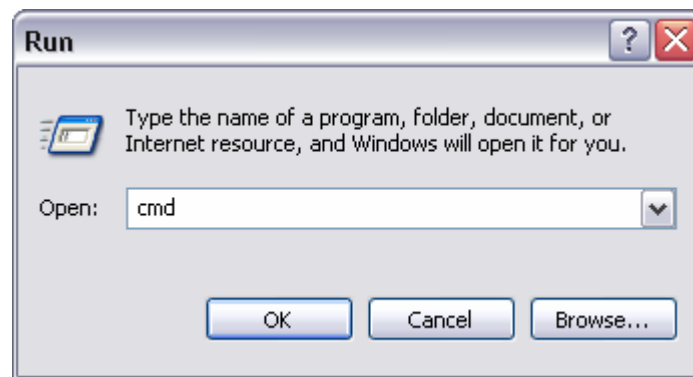 Run
Type the name of a program, folder, document, or
Internet resource, and Windows will open it for you.
Open: cmd
OK Cancel Browse...